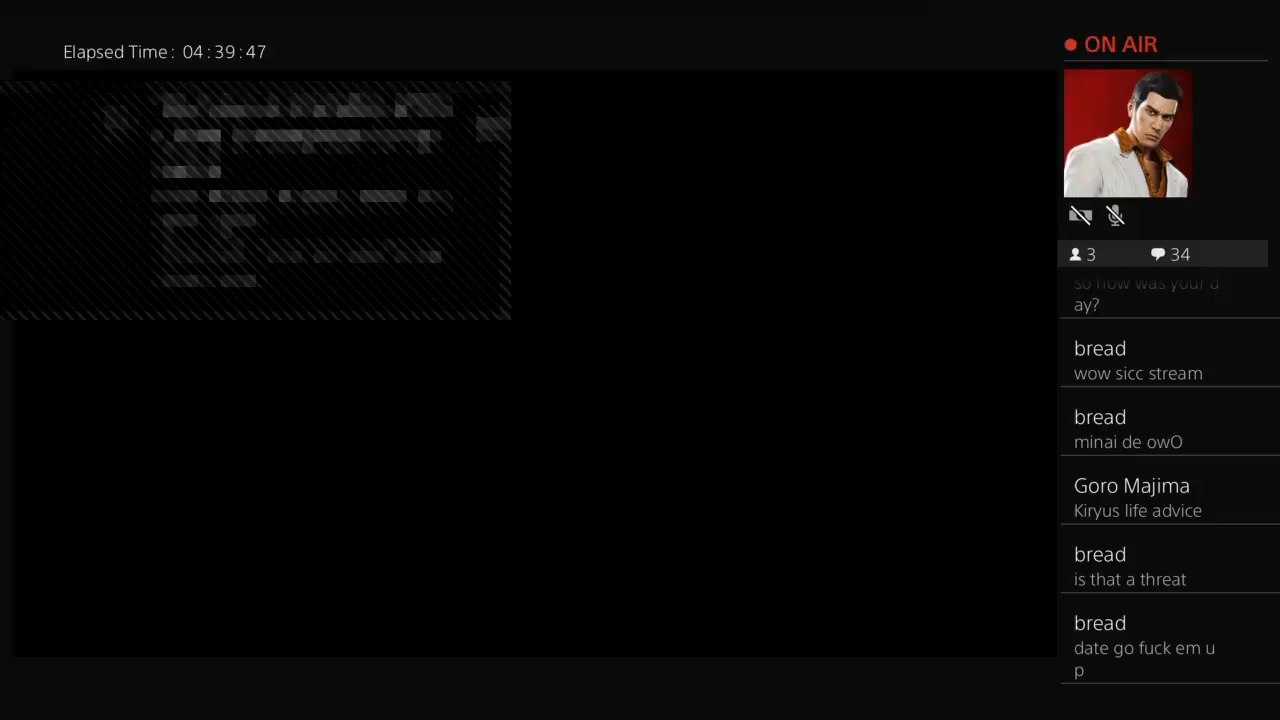 Elapsed Time: 04:39:47
ON AIR
3 34
so how was your d
ay?
bread
wow sicc stream
bread
minai de owO
Goro Majima
Kiryus life advice
bread
is that a threat
bread
date go fuck em u
p